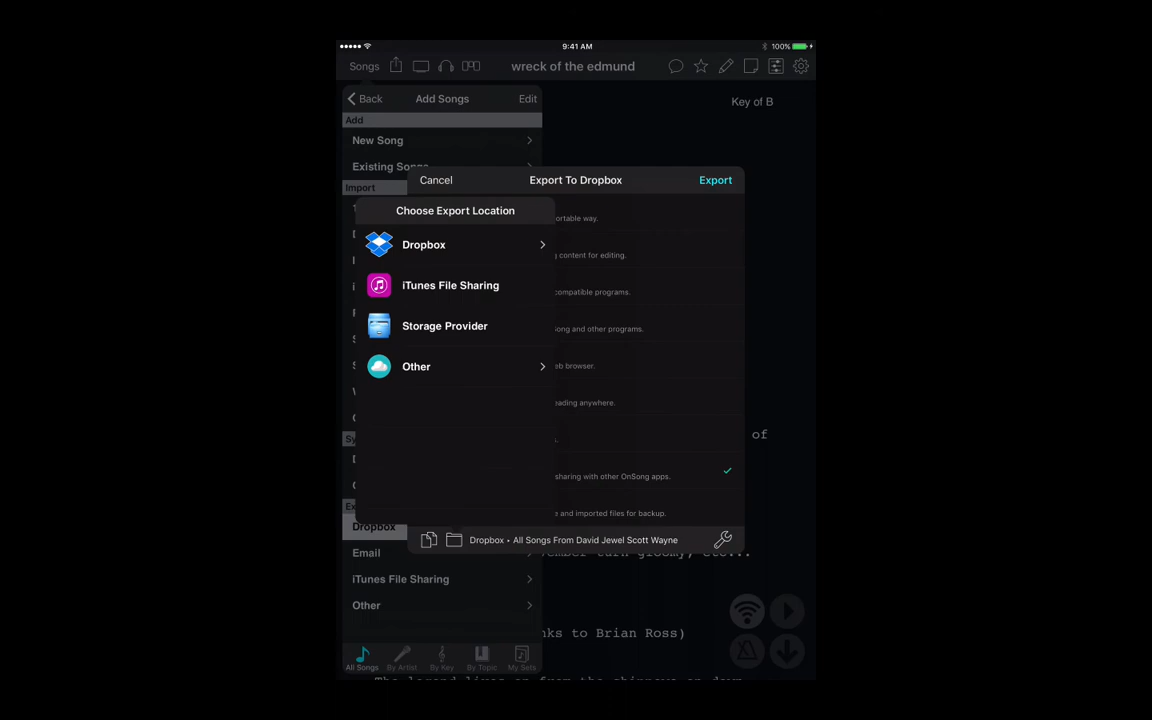 9:41 AM
100%
Songs
wreck of the edmund
Back
Add Songs
Edit
Key of B
Add
New Song
Existing Songs
Import
Cancel
Export To Dropbox
Export
Choose Export Location
ortable way.
Dropbox
content for editing.
iTunes File Sharing
compatible programs.
Storage Provider
Song and other programs.
Other
eb browser.
eading anywhere.
of
sharing with other OnSong apps.
e and imported files for backup.
Dropbox
Dropbox • All Songs From David Jewel Scott Wayne
Email
iTunes File Sharing
Other
nks to Brian Ross)
All Songs
By Artist
By Key
By Topic
My Sets